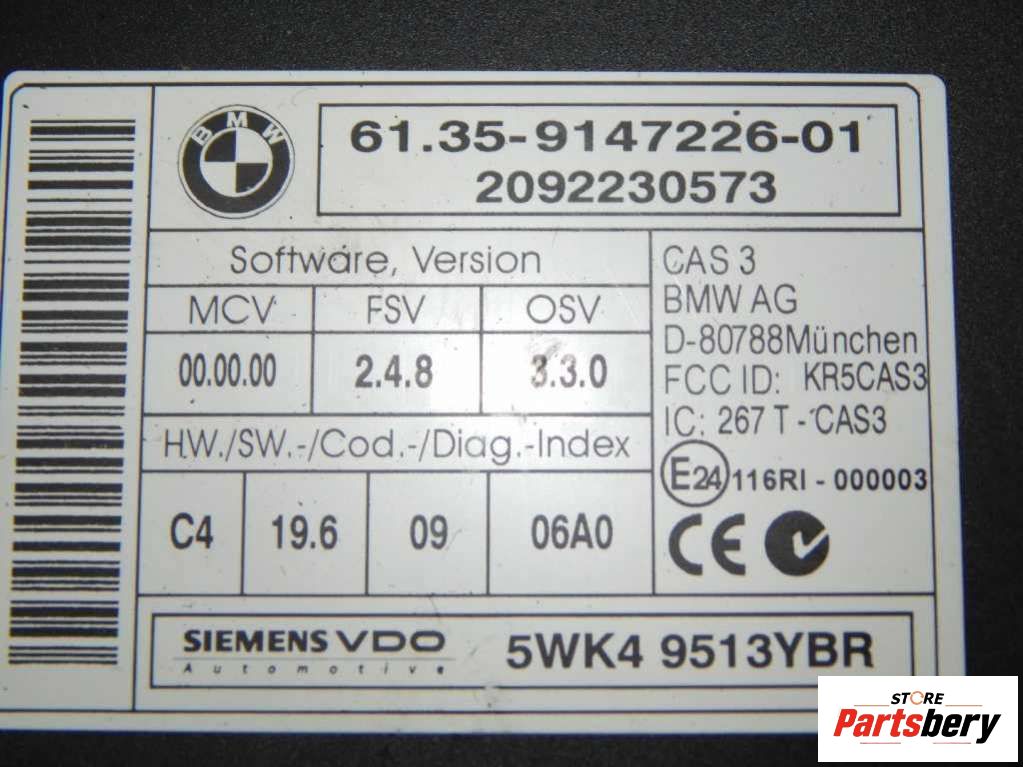 BMW
61.35-9147226-01
2092230573
Software, Version
MCV FSV OSV
00.00.00 2.4.8 3.3.0
H.W./SW.-/Cod.-/Diag.-Index
C4 19.6 09 06A0
CAS 3
BMW AG
D-80788München
FCC ID: KR5CAS3
IC: 267 T - CAS3
E24 116RI - 000003
CE
SIEMENS VDO
Automotive
5WK4 9513YBR
STORE
Partsbery